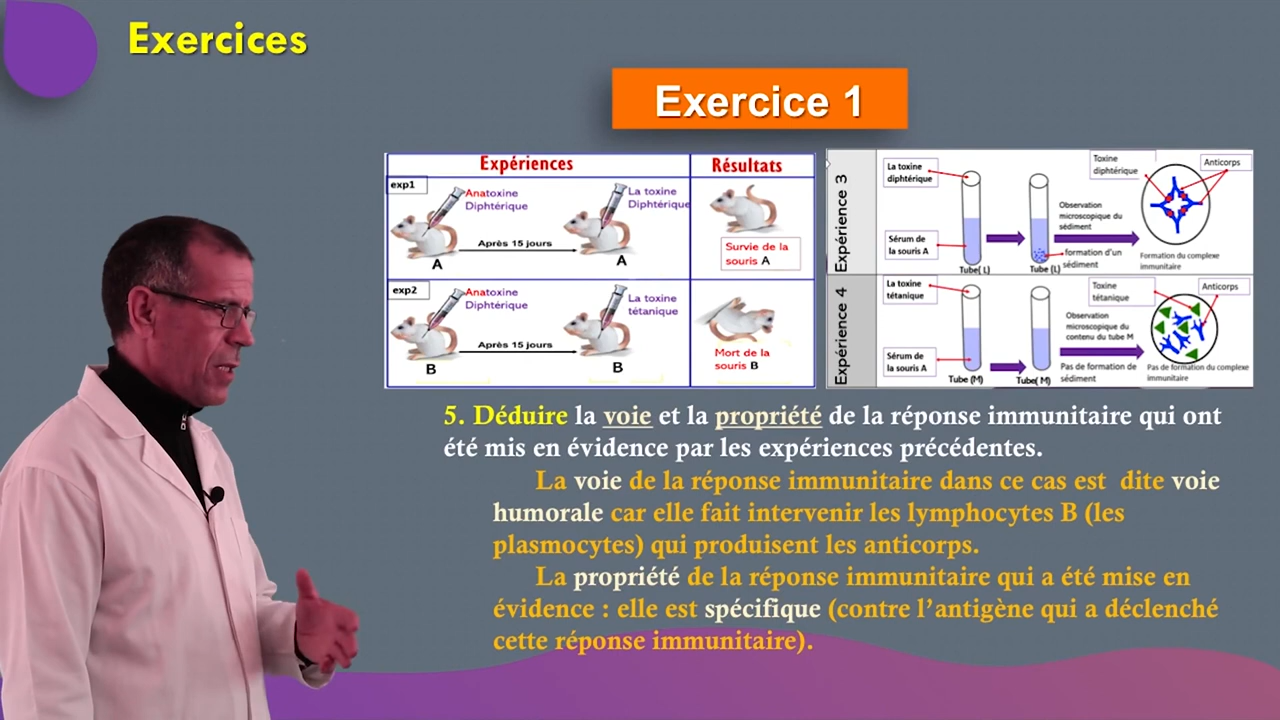 Exercices
Exercice 1
Expériences
Résultats
exp1
Anatoxine
Diphtérique
La toxine
Diphtérique
Après 15 jours
A
A
Survie de la
souris A
exp2
Anatoxine
Diphtérique
La toxine
tétanique
Après 15 jours
B
B
Mort de la
souris B
Expérience 3
La toxine
diphtérique
Sérum de
la souris A
Tube( L)
Tube (L)
Observation
microscopique du
sédiment
formation d'un
sédiment
Toxine
diphtérique
Anticorps
Formation du complexe
immunitaire
Expérience 4
La toxine
tétanique
Sérum de
la souris A
Tube (M)
Tube( M)
Observation
microscopique du
contenu du tube M
Pas de formation de
sédiment
Toxine
tétanique
Anticorps
Pas de formation du complexe
immunitaire
5. Déduire la voie et la propriété de la réponse immunitaire qui ont
été mis en évidence par les expériences précédentes.
La voie de la réponse immunitaire dans ce cas est dite voie
humorale car elle fait intervenir les lymphocytes B (les
plasmocytes) qui produisent les anticorps.
La propriété de la réponse immunitaire qui a été mise en
évidence : elle est spécifique (contre l'antigène qui a déclenché
cette réponse immunitaire).